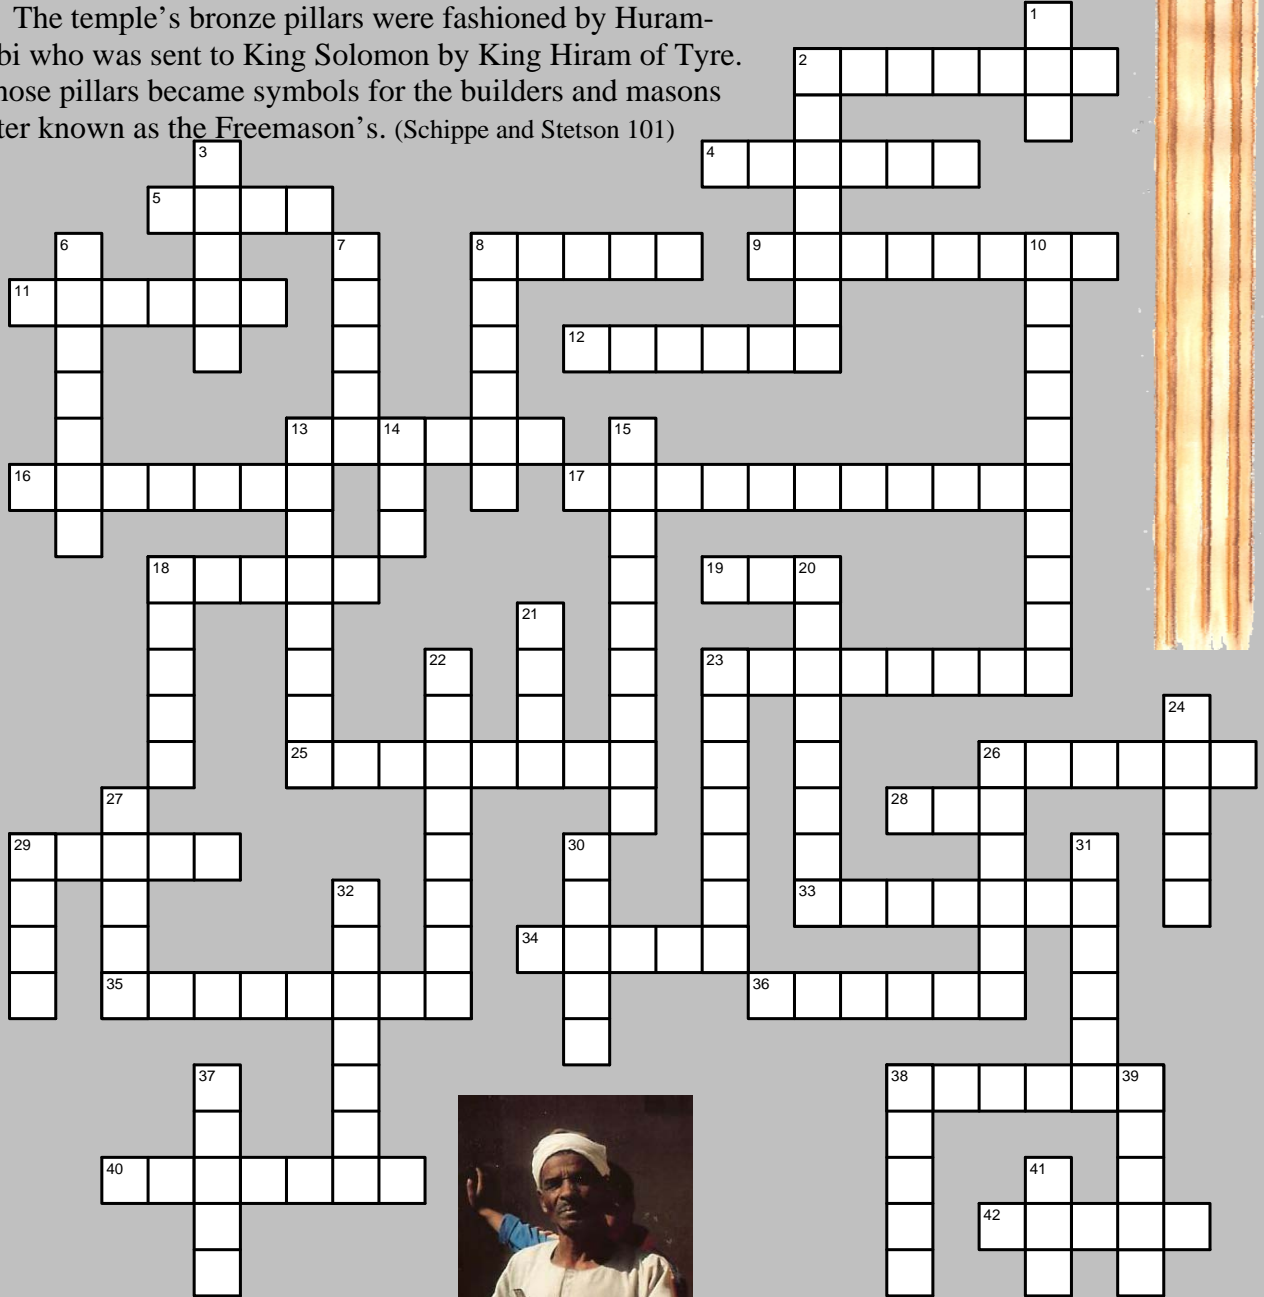 The temple's bronze pillars were fashioned by Huram-
bi who was sent to King Solomon by King Hiram of Tyre.
hose pillars became symbols for the builders and masons
ter known as the Freemason's. (Schippe and Stetson 101)
1
2
3 4
5
6 7 8 9 10
11
12
13 14 15
16 17
18 19 20
21
22 23
24
25 26
27 28
29 30 31
32 33
34
35 36
37 38 39
40 41
42